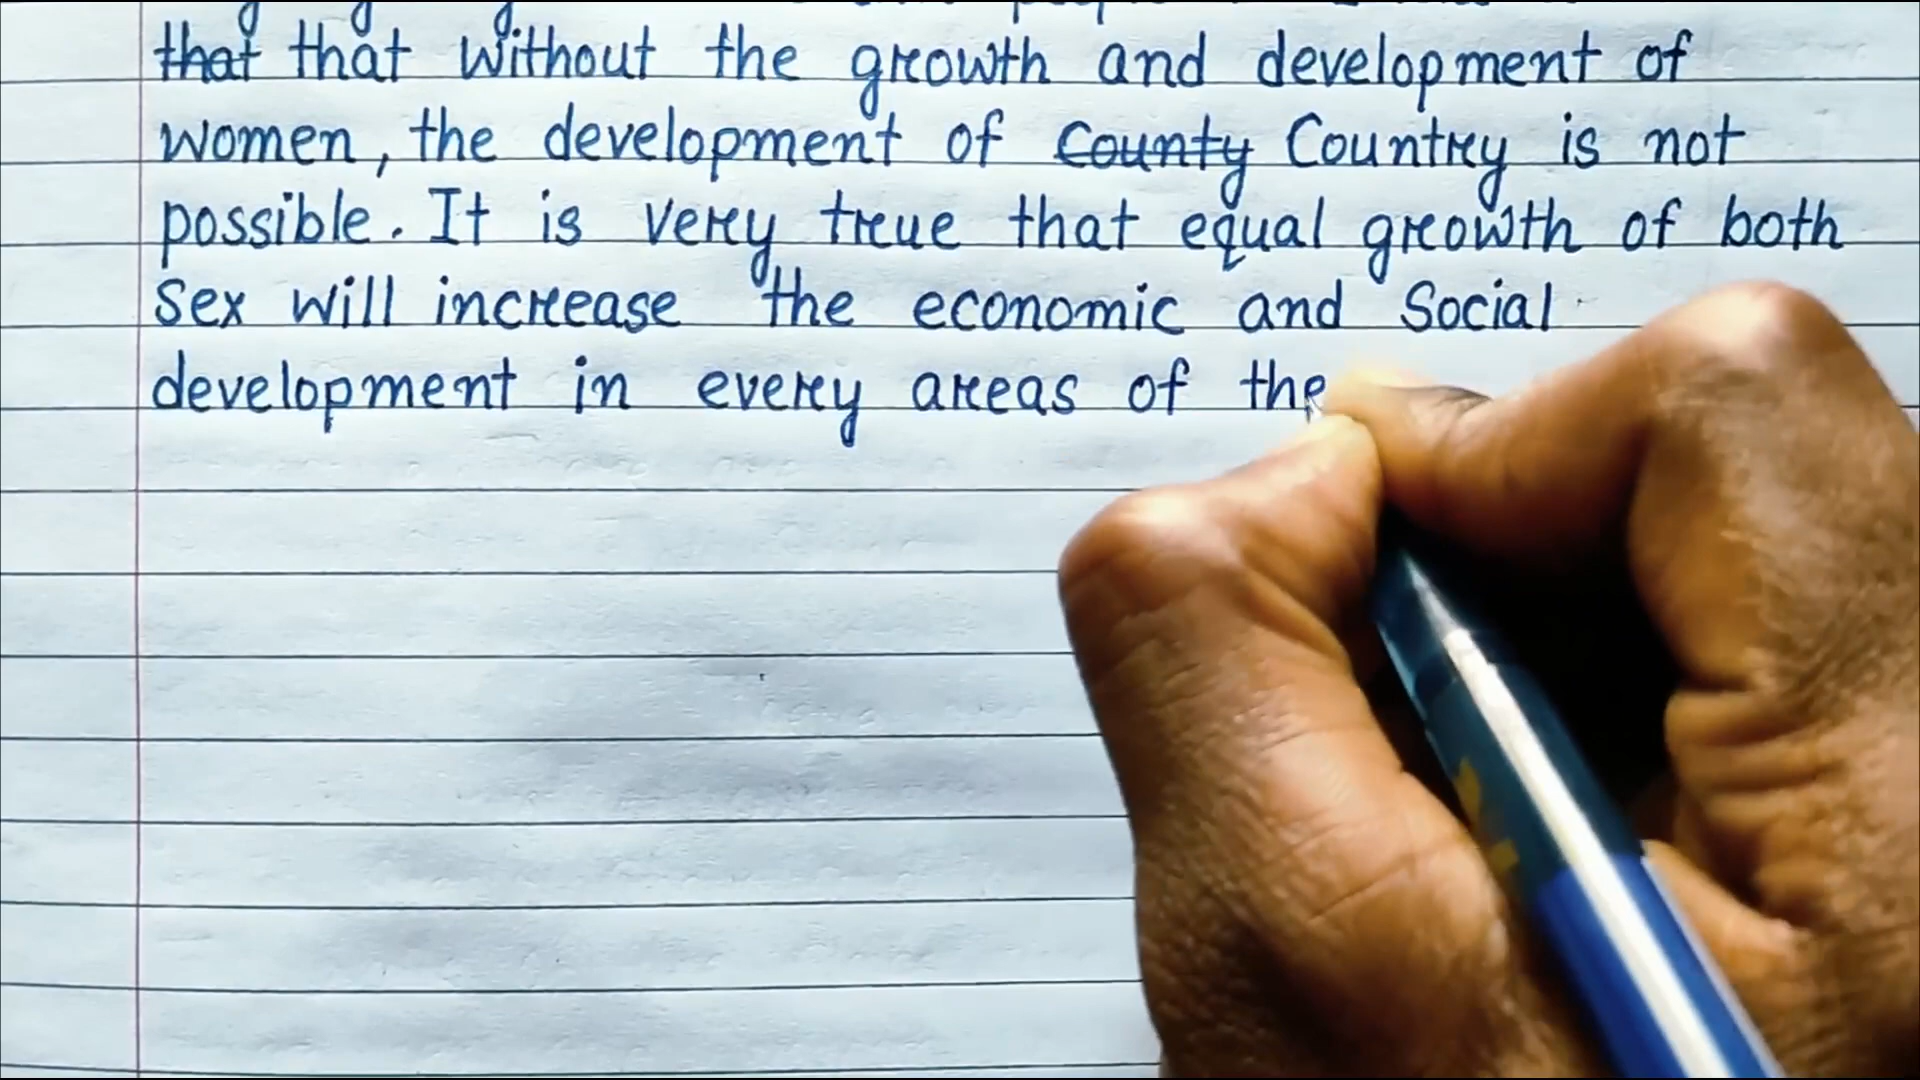 that that without the growth and development of
women, the development of County Country is not
possible. It is very true that equal growth of both
Sex will increase the economic and Social
development in every areas of the